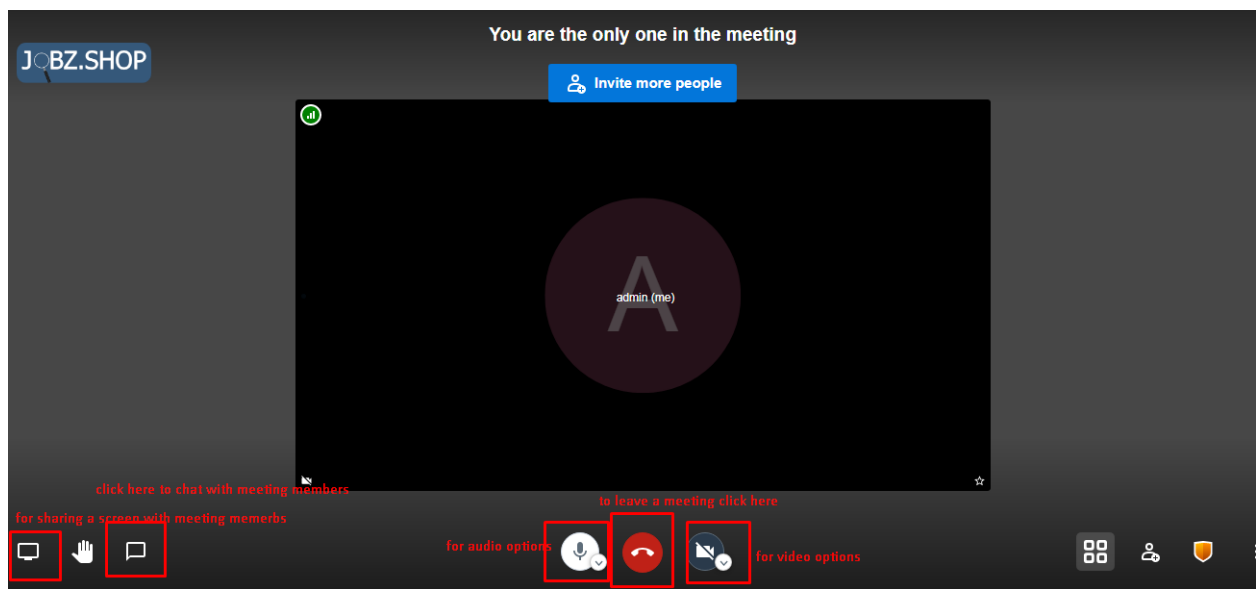 You are the only one in the meeting
JOBZ.SHOP
Invite more people
A
admin (me)
click here to chat with meeting members
to leave a meeting click here
for sharing a screen with meeting memerbs
for audio options
for video options